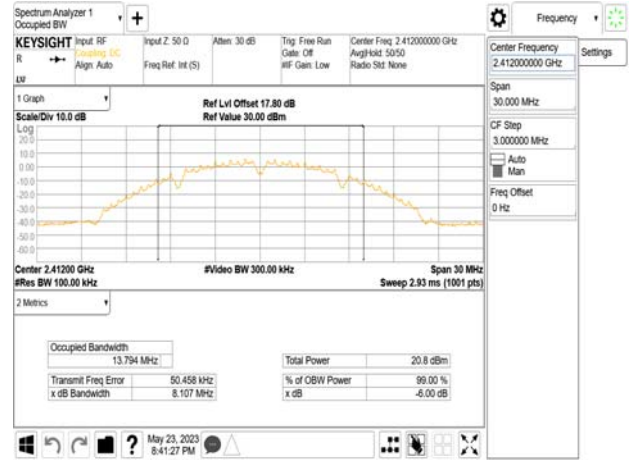 Spectrum Analyzer 1
Occupied BW
Frequency
KEYSIGHT
Input: RF
Coupling: DC
Align: Auto
Input Z: 50 Ω
Freq Ref: Int (S)
Atten: 30 dB
Trig: Free Run
Gate: Off
#IF Gain: Low
Center Freq: 2.412000000 GHz
Avg|Hold: 50/50
Radio Std: None
R
LU
Center Frequency
2.412000000 GHz
Settings
Span
30.000 MHz
CF Step
3.000000 MHz
Auto
Man
Freq Offset
0 Hz
1 Graph
Scale/Div 10.0 dB
Ref Lvl Offset 17.80 dB
Ref Value 30.00 dBm
Log
20.0
10.0
0.00
-10.0
-20.0
-30.0
-40.0
-50.0
-60.0
Center 2.41200 GHz
#Res BW 100.00 kHz
#Video BW 300.00 kHz
Span 30 MHz
Sweep 2.93 ms (1001 pts)
2 Metrics
Occupied Bandwidth
13.794 MHz
Total Power 20.8 dBm
Transmit Freq Error 50.458 kHz
% of OBW Power 99.00 %
x dB Bandwidth 8.107 MHz
x dB -6.00 dB
?
May 23, 2023
8:41:27 PM